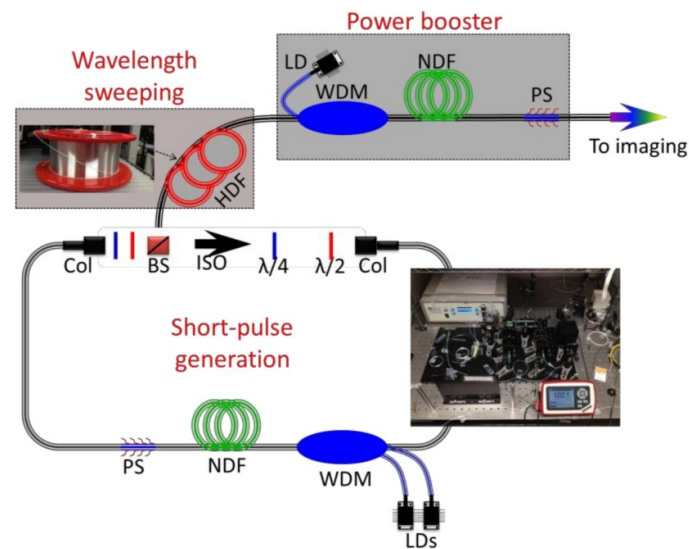 Power booster
Wavelength
sweeping
LD
WDM
NDF
PS
To imaging
HDF
Col
BS
ISO
λ/4
λ/2
Col
Short-pulse
generation
PS
NDF
WDM
LDs